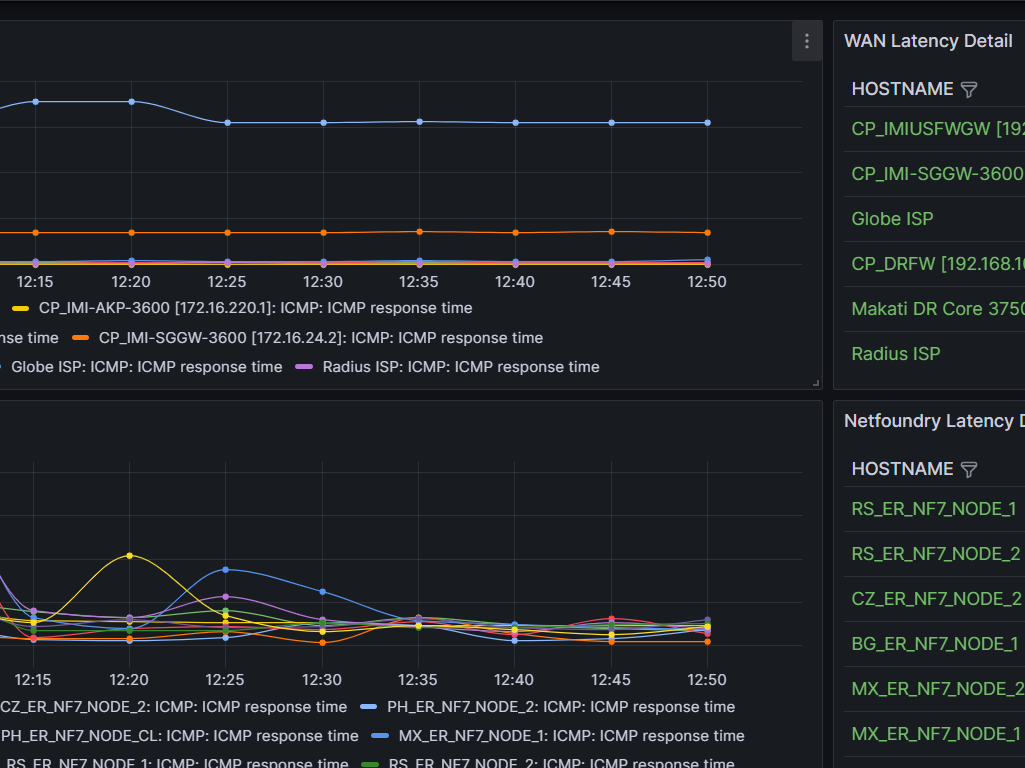 WAN Latency Detail
HOSTNAME
CP_IMIUSFWGW
CP_IMI-SGGW-3600
Globe ISP
CP_DRFW
Makati DR Core
Radius ISP
12:15 12:20 12:25 12:30 12:35 12:40 12:45 12:50
CP_IMI-AKP-3600 [172.16.220.1]: ICMP: ICMP response time
time CP_IMI-SGGW-3600 [172.16.24.2]: ICMP: ICMP response time
Globe ISP: ICMP: ICMP response time Radius ISP: ICMP: ICMP response time
Netfoundry Latency
HOSTNAME
RS_ER_NF7_NODE_1
RS_ER_NF7_NODE_2
CZ_ER_NF7_NODE_2
BG_ER_NF7_NODE_1
MX_ER_NF7_NODE_2
MX_ER_NF7_NODE_1
12:15 12:20 12:25 12:30 12:35 12:40 12:45 12:50
CZ_ER_NF7_NODE_2: ICMP: ICMP response time PH_ER_NF7_NODE_2: ICMP: ICMP response time
PH_ER_NF7_NODE_CL: ICMP: ICMP response time MX_ER_NF7_NODE_1: ICMP: ICMP response time
RS_ER_NF7_NODE_1: ICMP: ICMP response time RS_ER_NF7_NODE_2: ICMP: ICMP response time